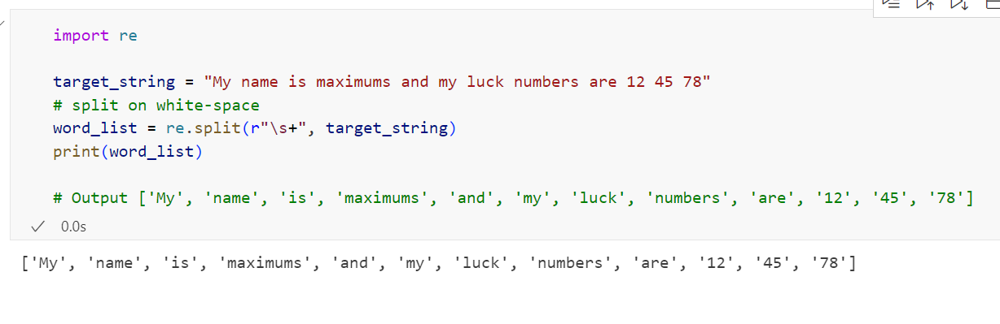 import re
target_string = "My name is maximums and my luck numbers are 12 45 78"
# split on white-space
word_list = re.split(r"\s+", target_string)
print(word_list)
# Output ['My', 'name', 'is', 'maximums', 'and', 'my', 'luck', 'numbers', 'are', '12', '45', '78']
0.0s
['My', 'name', 'is', 'maximums', 'and', 'my', 'luck', 'numbers', 'are', '12', '45', '78']